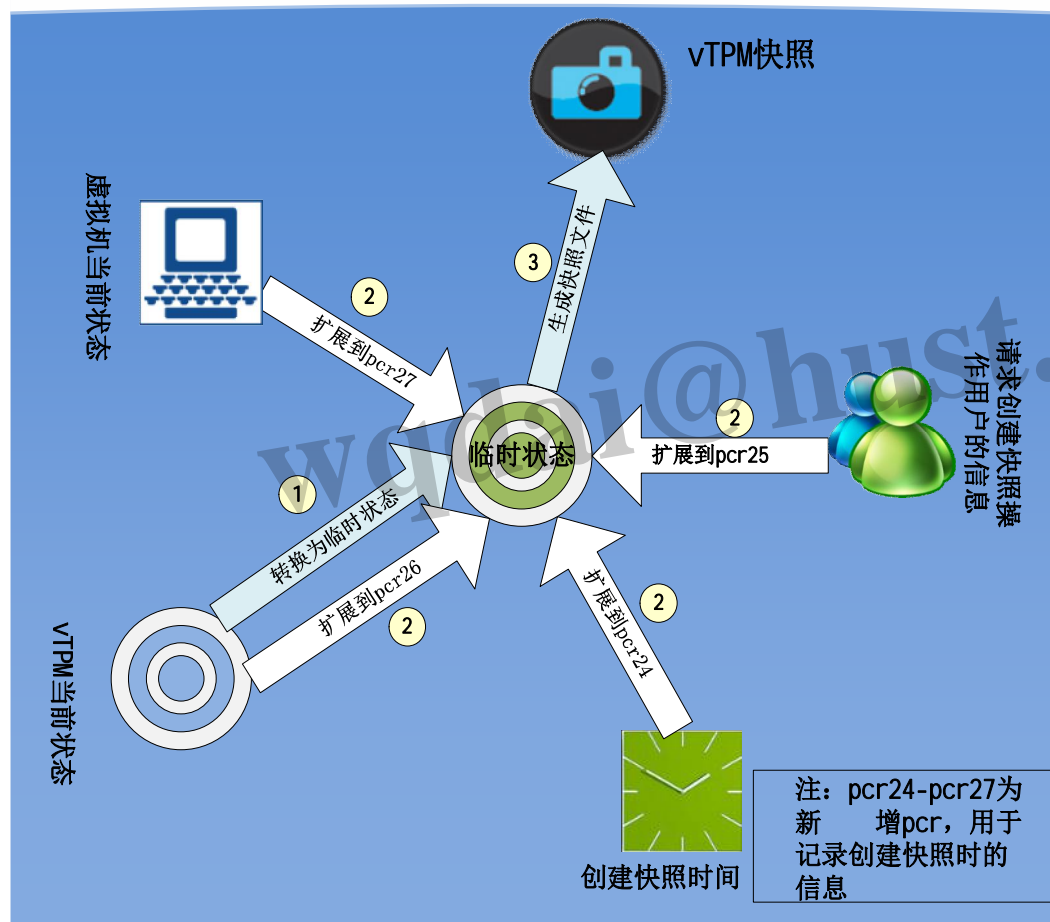 vTPM快照
虚拟机当前状态
2
扩展到pcr27
3
生成快照文件
请求创建快照操
作用户的信息
2
扩展到pcr25
临时状态
wqdai@hust.
1
转换为临时状态
扩展到pcr26
2
2
扩展到pcr24
vTPM当前状态
创建快照时间
注：pcr24-pcr27为
新 增pcr，用于
记录创建快照时的
信息